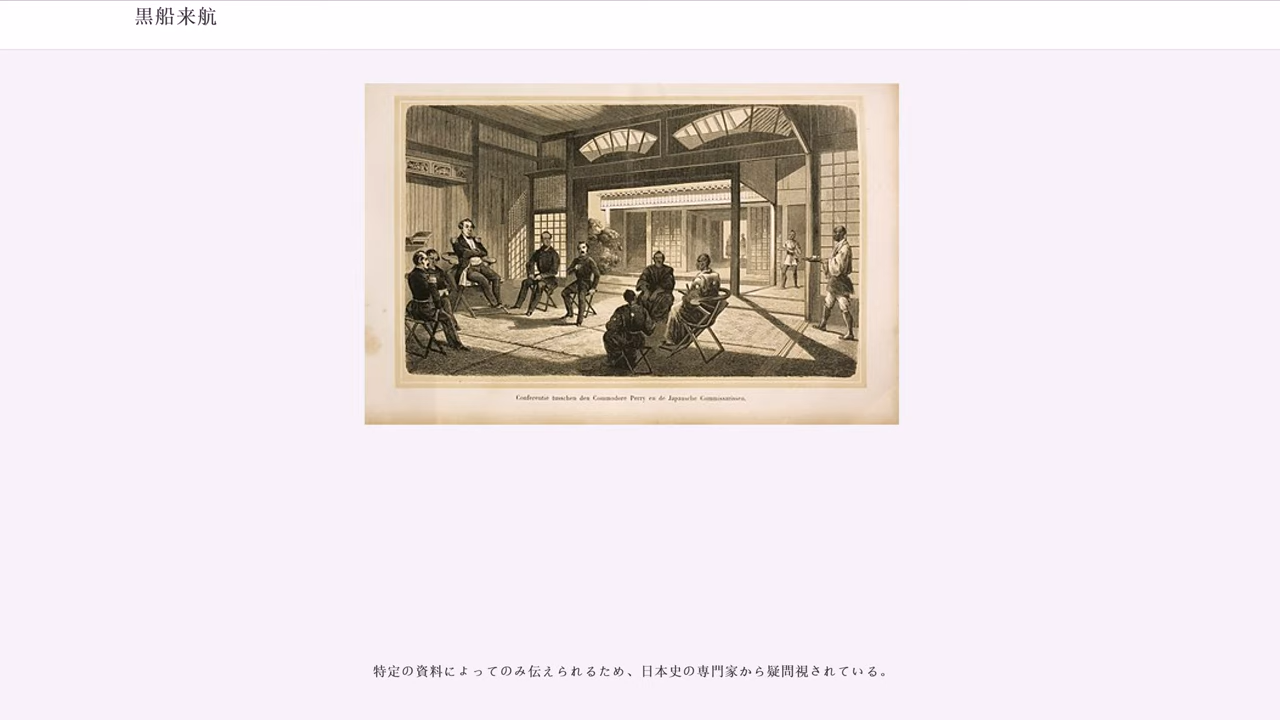 黒船来航
Conferentie tusschen den Commodore Perry en de Japansche Commissarissen.
特定の資料によってのみ伝えられるため、日本史の専門家から疑問視されている。